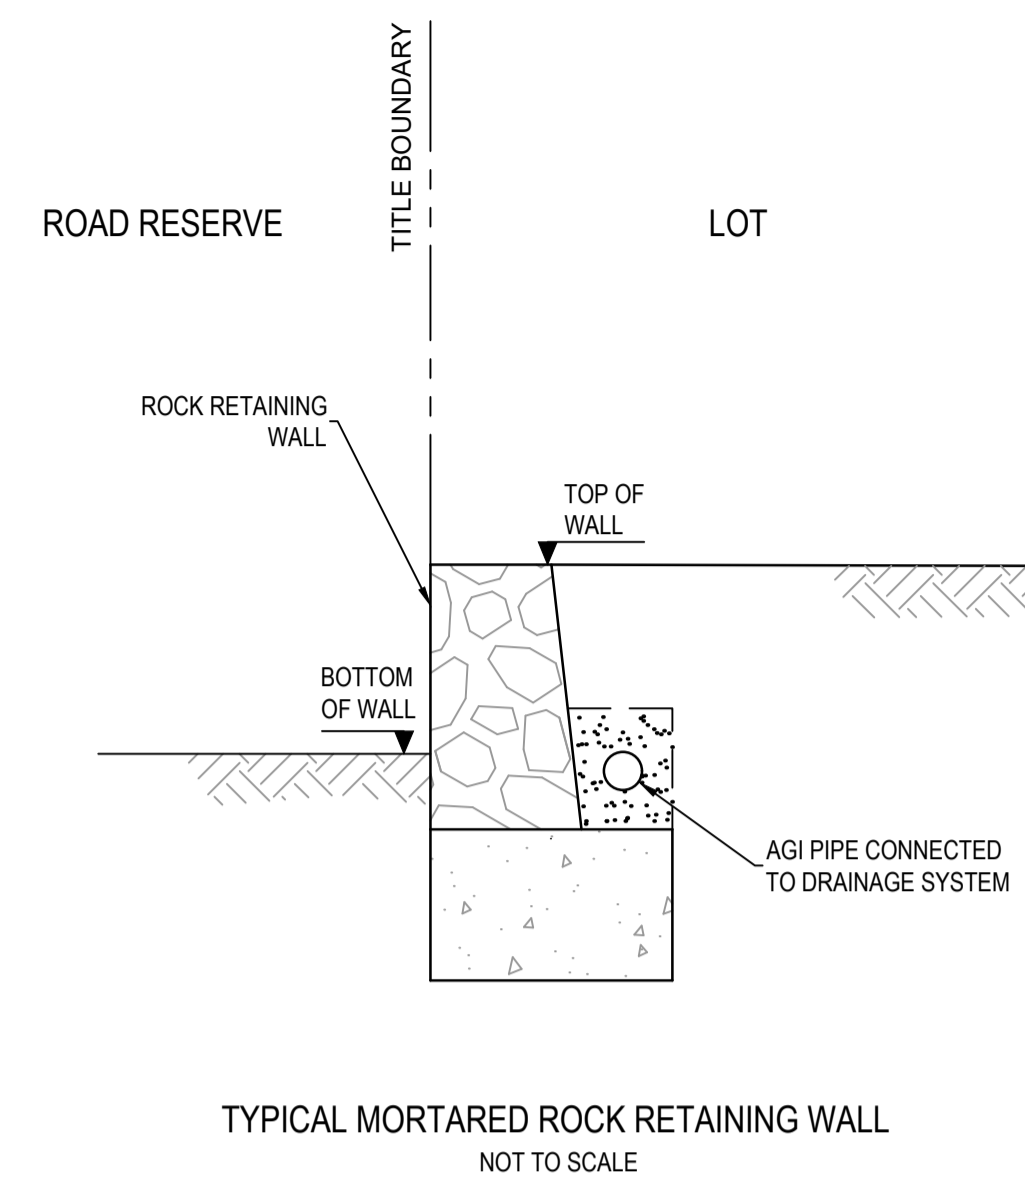 TITLE BOUNDARY
ROAD RESERVE
LOT
ROCK RETAINING
WALL
TOP OF
WALL
BOTTOM
OF WALL
AGI PIPE CONNECTED
TO DRAINAGE SYSTEM
TYPICAL MORTARED ROCK RETAINING WALL
NOT TO SCALE